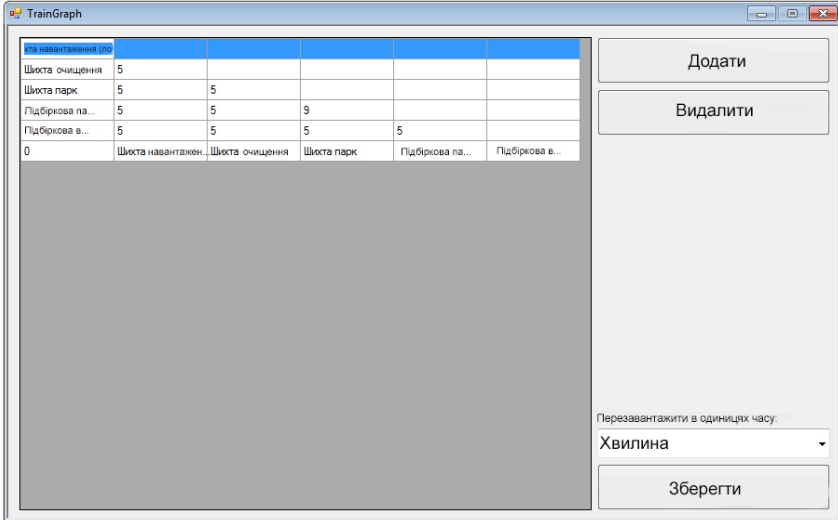 TrainGraph
хта навантаження (по
Шихта очищення 5
Шихта парк 5 5
Підбіркова па... 5 5 9
Підбіркова в... 5 5 5 5
0 Шихта навантажен... Шихта очищення Шихта парк Підбіркова па... Підбіркова в...
Додати
Видалити
Перезавантажити в одиницях часу:
Хвилина
Зберегти